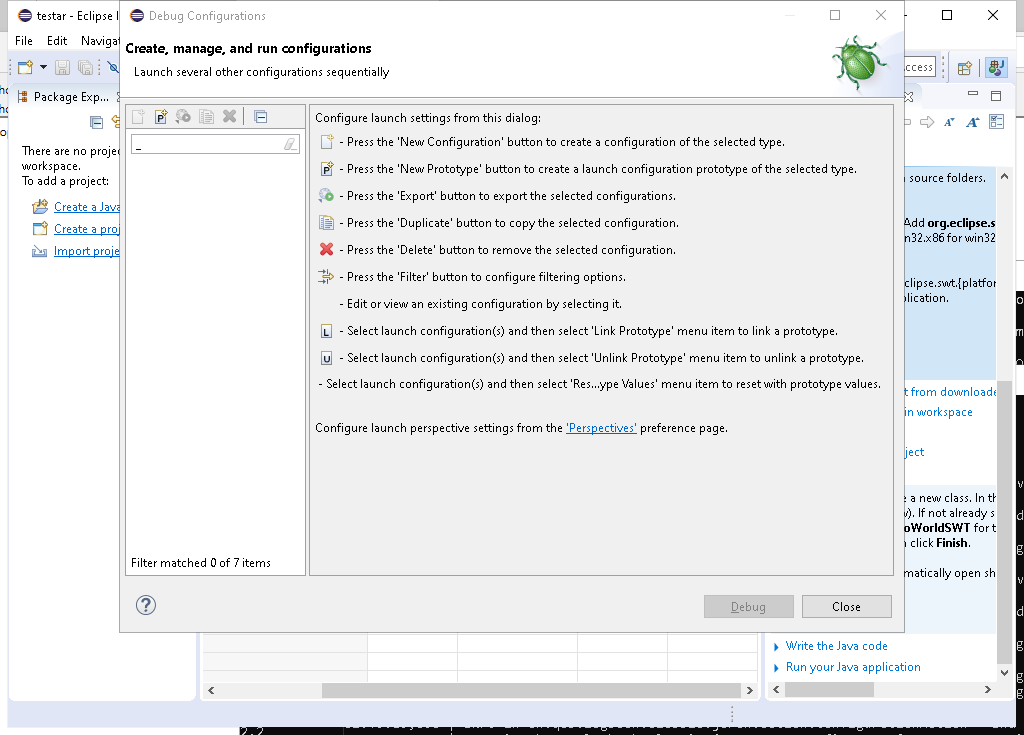 testar - Eclipse I
Debug Configurations
File Edit Navigat
Create, manage, and run configurations
Launch several other configurations sequentially
ccess
Package Exp...
There are no projec
workspace.
To add a project:
Create a Java
Create a proj
Import proje
_
Filter matched 0 of 7 items
Configure launch settings from this dialog:
- Press the 'New Configuration' button to create a configuration of the selected type.
- Press the 'New Prototype' button to create a launch configuration prototype of the selected type.
- Press the 'Export' button to export the selected configurations.
- Press the 'Duplicate' button to copy the selected configuration.
- Press the 'Delete' button to remove the selected configuration.
- Press the 'Filter' button to configure filtering options.
- Edit or view an existing configuration by selecting it.
L - Select launch configuration(s) and then select 'Link Prototype' menu item to link a prototype.
U - Select launch configuration(s) and then select 'Unlink Prototype' menu item to unlink a prototype.
- Select launch configuration(s) and then select 'Res...ype Values' menu item to reset with prototype values.
Configure launch perspective settings from the 'Perspectives' preference page.
Debug
Close
source folders.
Add org.eclipse.s
n32.x86 for win32
clipse.swt.{platfor
plication.
t from downloade
in workspace
ject
e a new class. In th
w). If not already s
oWorldSWT for t
click Finish.
matically open sh
Write the Java code
Run your Java application